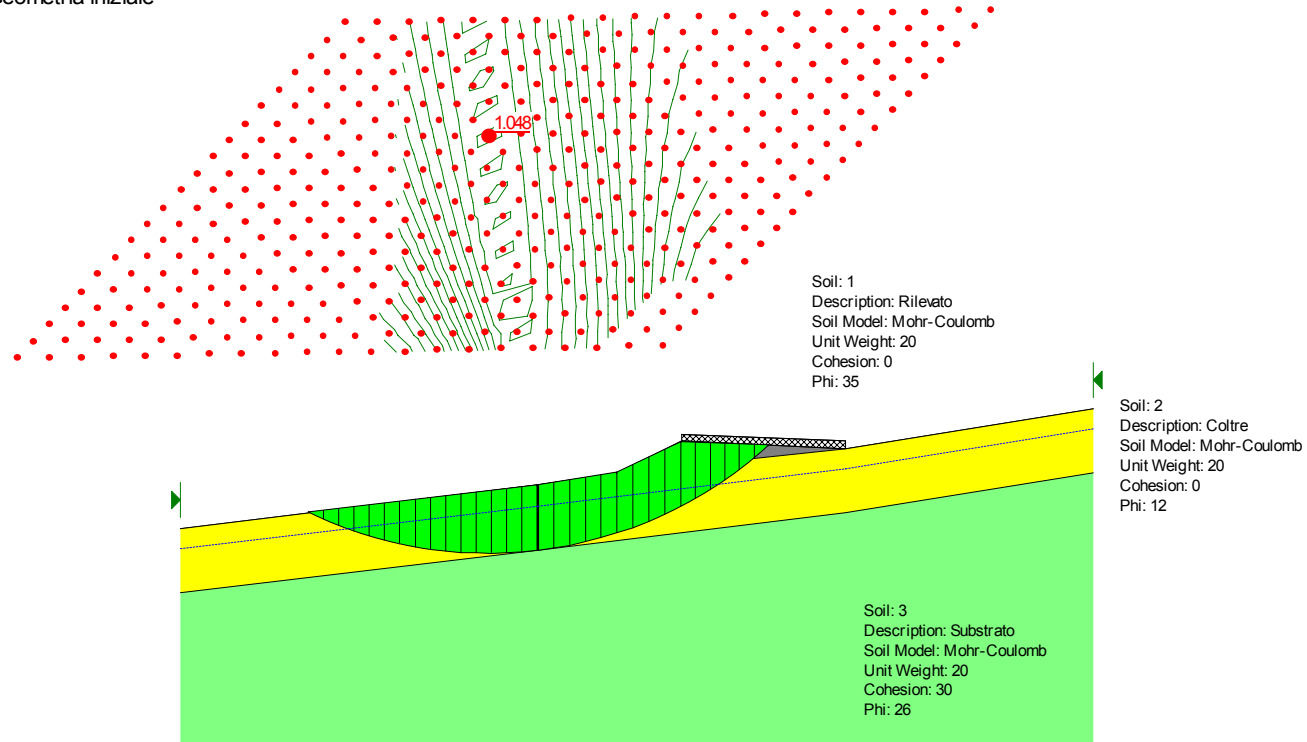 Geometria iniziale
1.048
Soil: 1
Description: Rilevato
Soil Model: Mohr-Coulomb
Unit Weight: 20
Cohesion: 0
Phi: 35
Soil: 2
Description: Coltre
Soil Model: Mohr-Coulomb
Unit Weight: 20
Cohesion: 0
Phi: 12
Soil: 3
Description: Substrato
Soil Model: Mohr-Coulomb
Unit Weight: 20
Cohesion: 30
Phi: 26